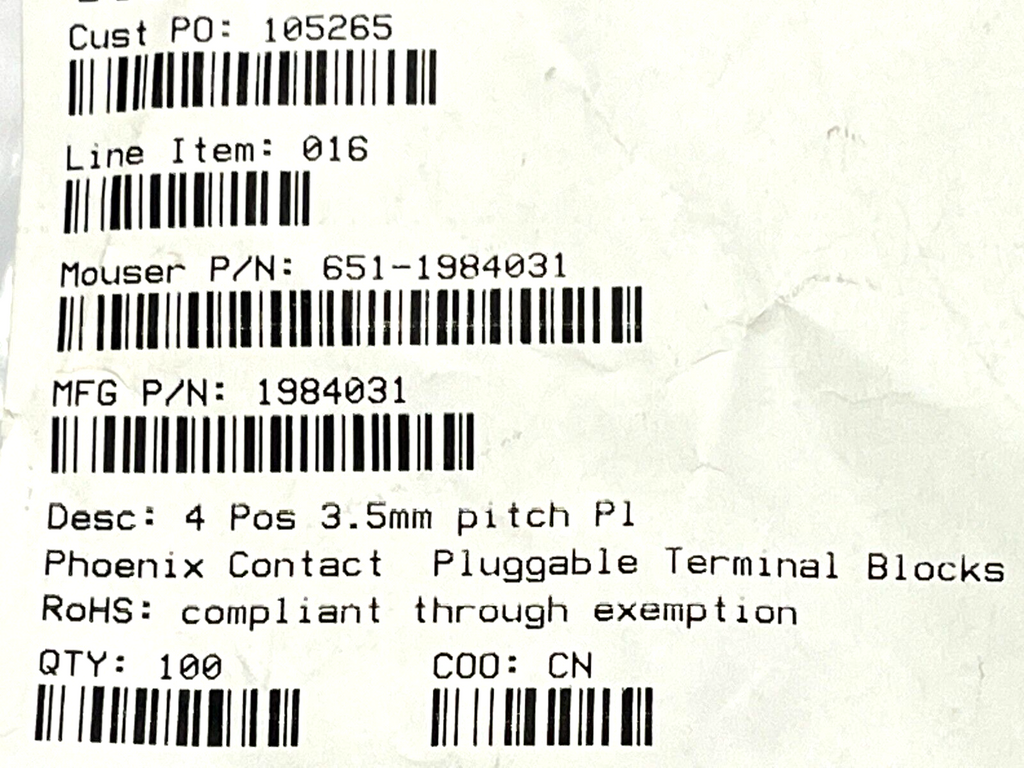 Cust PO: 105265
Line Item: 016
Mouser P/N: 651-1984031
MFG P/N: 1984031
Desc: 4 Pos 3.5mm pitch Pl
Phoenix Contact Pluggable Terminal Blocks
RoHS: compliant through exemption
QTY: 100 COO: CN